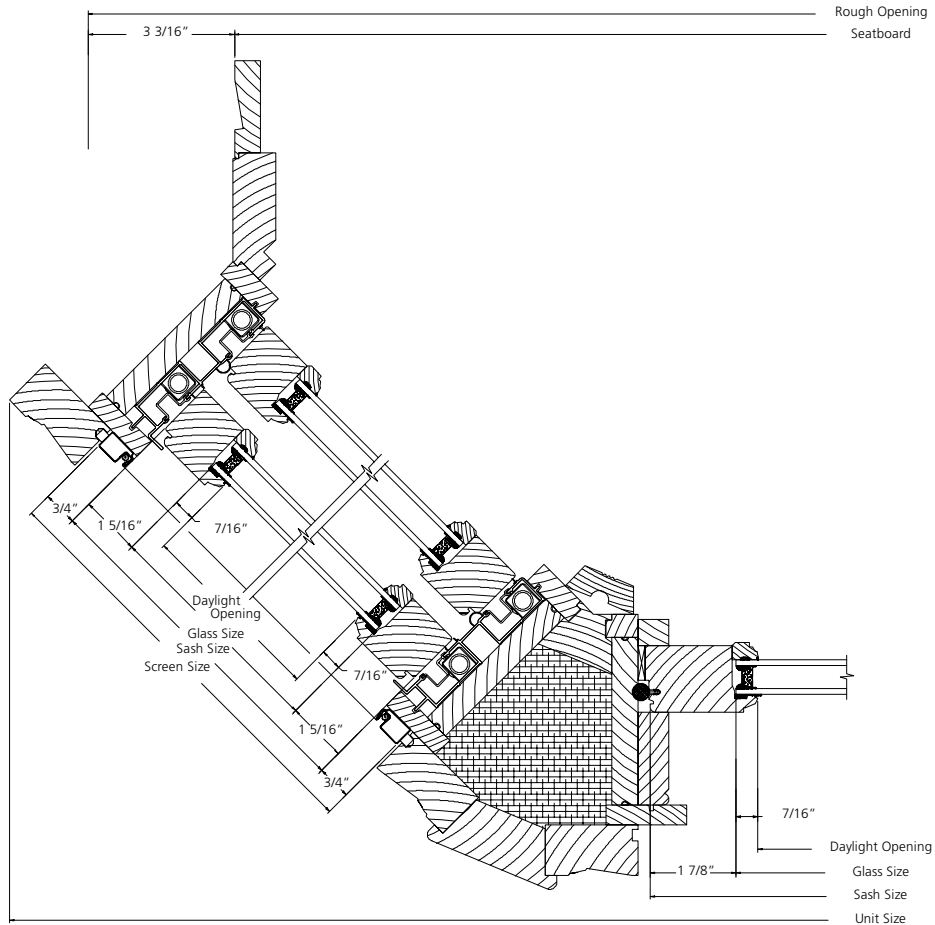 Rough Opening
3 3/16”
Seatboard
3/4”
1 5/16”
7/16”
Daylight
Opening
Glass Size
Sash Size
Screen Size
7/16”
1 5/16”
3/4”
7/16”
Daylight Opening
1 7/8”
Glass Size
Sash Size
Unit Size